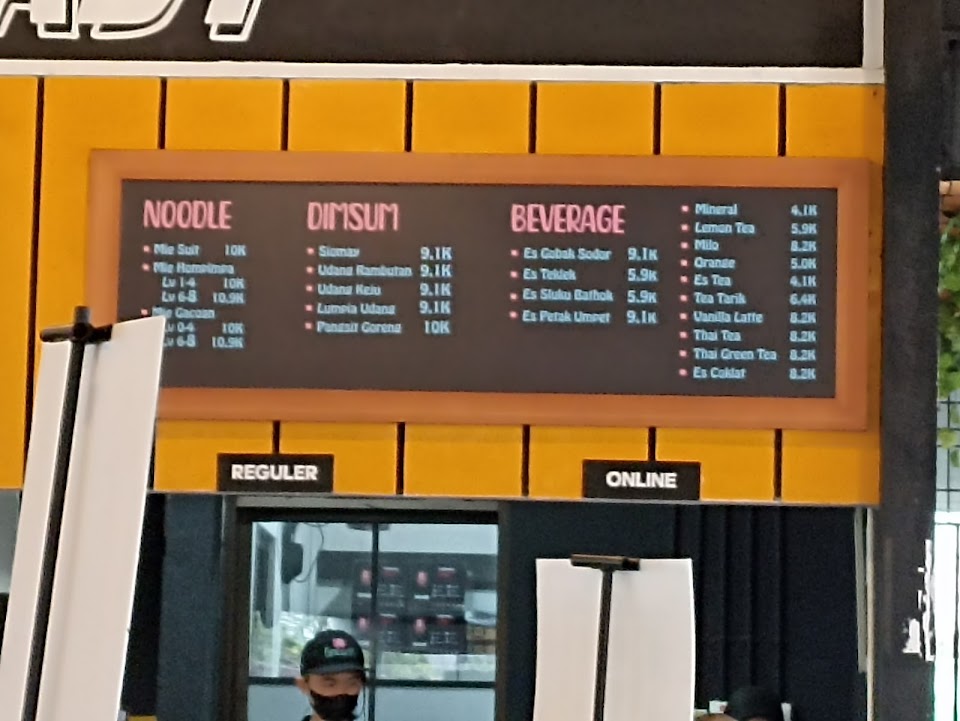 ADY
NOODLE
Mie Suit 10K
Mie Hompimpa
Lv 1-4 10K
Lv 6-8 10.9K
Mie Gacoan
Lv 0-4 10K
Lv 6-8 10.9K
DIMSUM
Siomay 9.1K
Udang Rambutan 9.1K
Udang Keju 9.1K
Lumpia Udang 9.1K
Pangsit Goreng 10K
BEVERAGE
Es Gobak Sodor 9.1K
Es Teklek 5.9K
Es Sluku Bathok 5.9K
Es Petak Umpet 9.1K
Mineral 4.1K
Lemon Tea 5.9K
Milo 8.2K
Orange 5.0K
Es Tea 4.1K
Tea Tarik 6.4K
Vanilla Latte 8.2K
Thai Tea 8.2K
Thai Green Tea 8.2K
Es Coklat 8.2K
REGULER
ONLINE